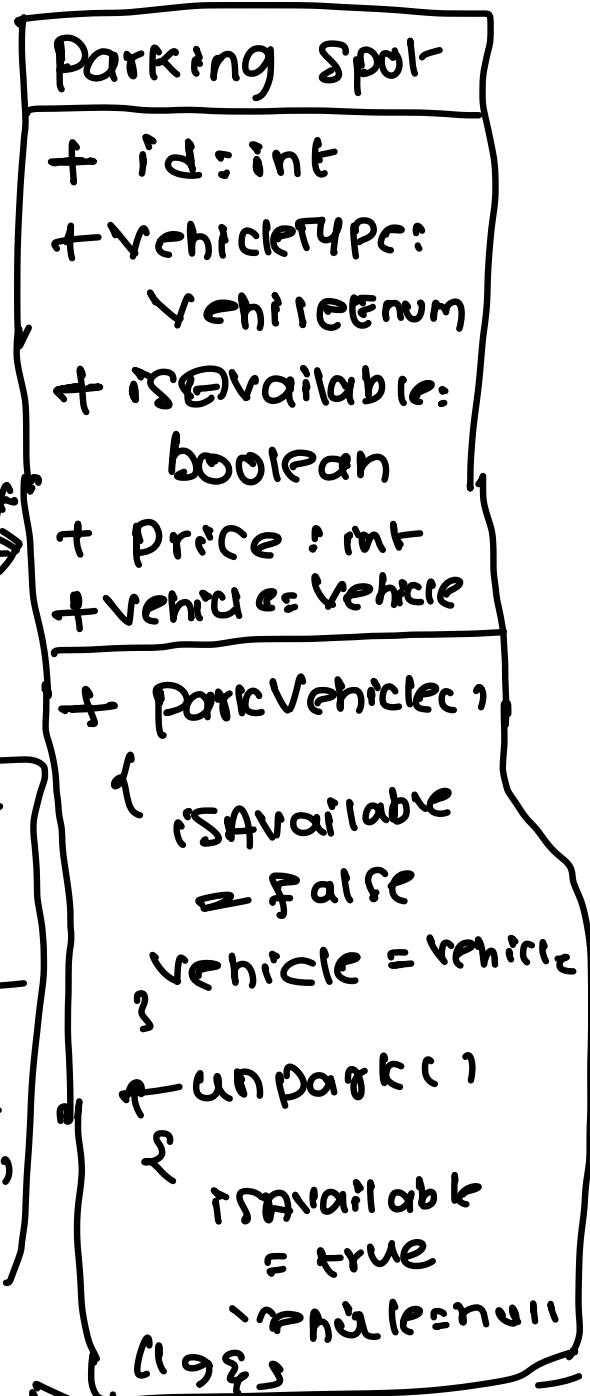 Parking Spot
+ id: int
+ vehicleType:
VehicleEnum
+ isAvailable:
boolean
+ Price: int
+ vehicle: Vehicle
+ ParkVehicle()
{
isAvailable
= False
vehicle = vehicle
}
+ unpark()
{
isAvailable
= true
vehicle=null